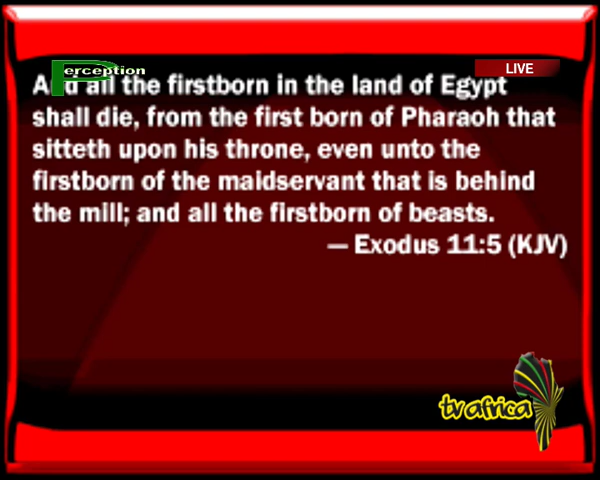 Perception
LIVE
And all the firstborn in the land of Egypt
shall die, from the first born of Pharaoh that
sitteth upon his throne, even unto the
firstborn of the maidservant that is behind
the mill; and all the firstborn of beasts.
— Exodus 11:5 (KJV)
tv africa